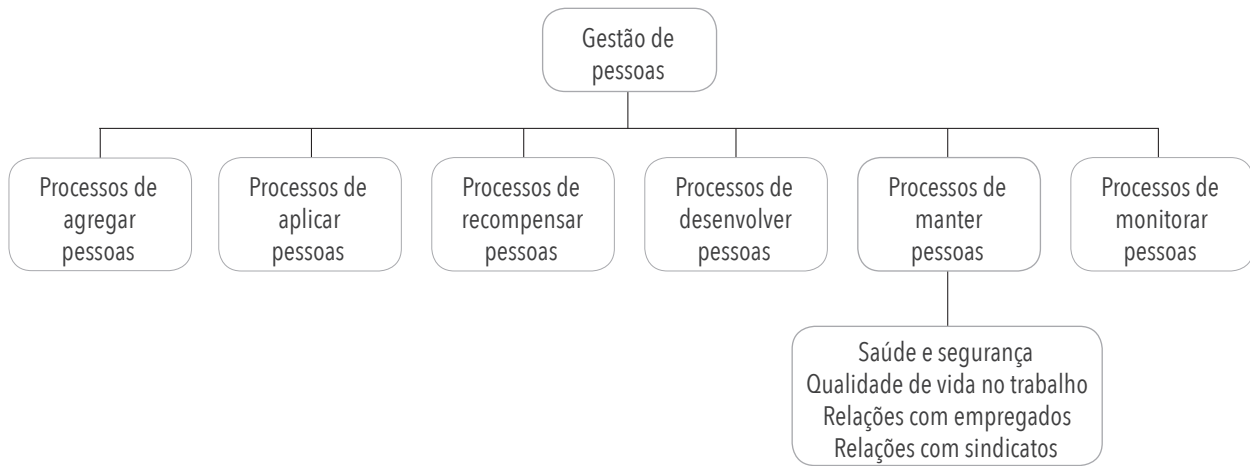 Gestão de
pessoas
Processos de
agregar
pessoas
Processos de
aplicar
pessoas
Processos de
recompensar
pessoas
Processos de
desenvolver
pessoas
Processos de
manter
pessoas
Processos de
monitorar
pessoas
Saúde e segurança
Qualidade de vida no trabalho
Relações com empregados
Relações com sindicatos